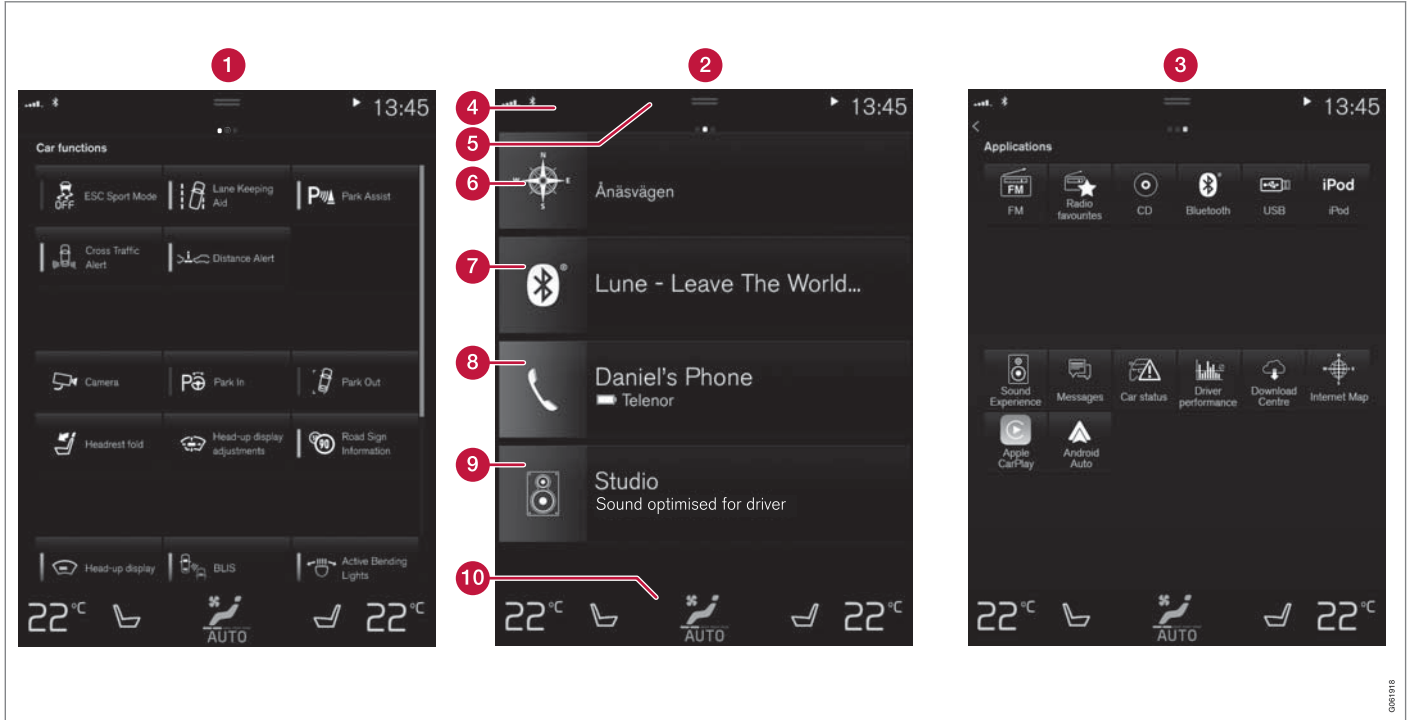 1
2
3
13:45
Car functions
ESC Sport Mode
OFF
Lane Keeping
Aid
P
Park Assist
Cross Traffic
Alert
Distance Alert
Camera
P
Park In
Park Out
Headrest fold
Head-up display
adjustments
90
Road Sign
Information
Head-up display
BLIS
Active Bending
Lights
22°C
AUTO
22°C
4
5
6
7
8
9
10
13:45
N
W
E
S
Ånäsvägen
Lune - Leave The World...
Daniel's Phone
Telenor
Studio
Sound optimised for driver
22°C
AUTO
22°C
13:45
<
Applications
FM
FM
Radio
favourites
CD
Bluetooth
USB
iPod
iPod
Sound
Experience
Messages
Car status
Driver
performance
Download
Centre
Internet Map
Apple
CarPlay
Android
Auto
22°C
AUTO
22°C
G061918